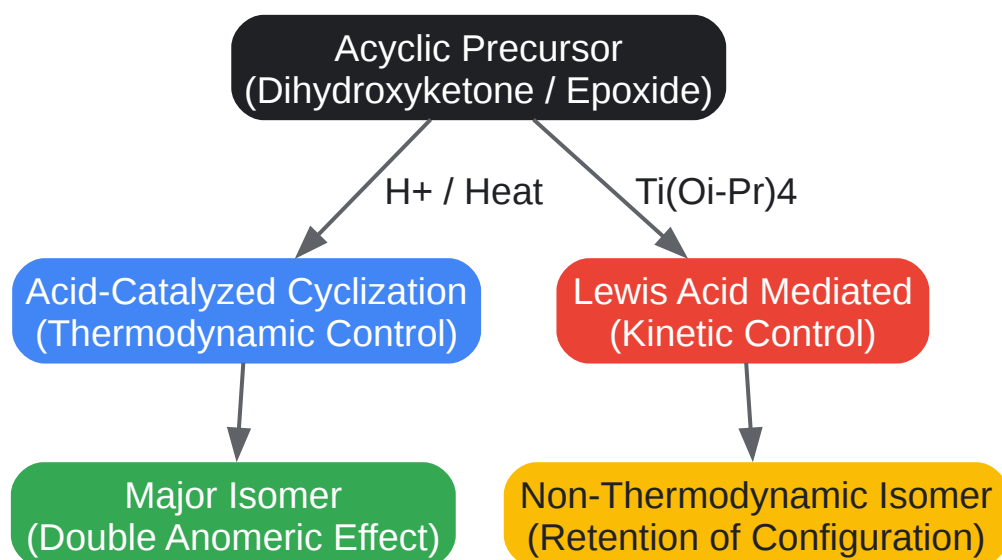 Acyclic Precursor
(Dihydroxyketone / Epoxide)
H+ / Heat
Ti(Oi-Pr)4
Acid-Catalyzed Cyclization
(Thermodynamic Control)
Lewis Acid Mediated
(Kinetic Control)
Major Isomer
(Double Anomeric Effect)
Non-Thermodynamic Isomer
(Retention of Configuration)